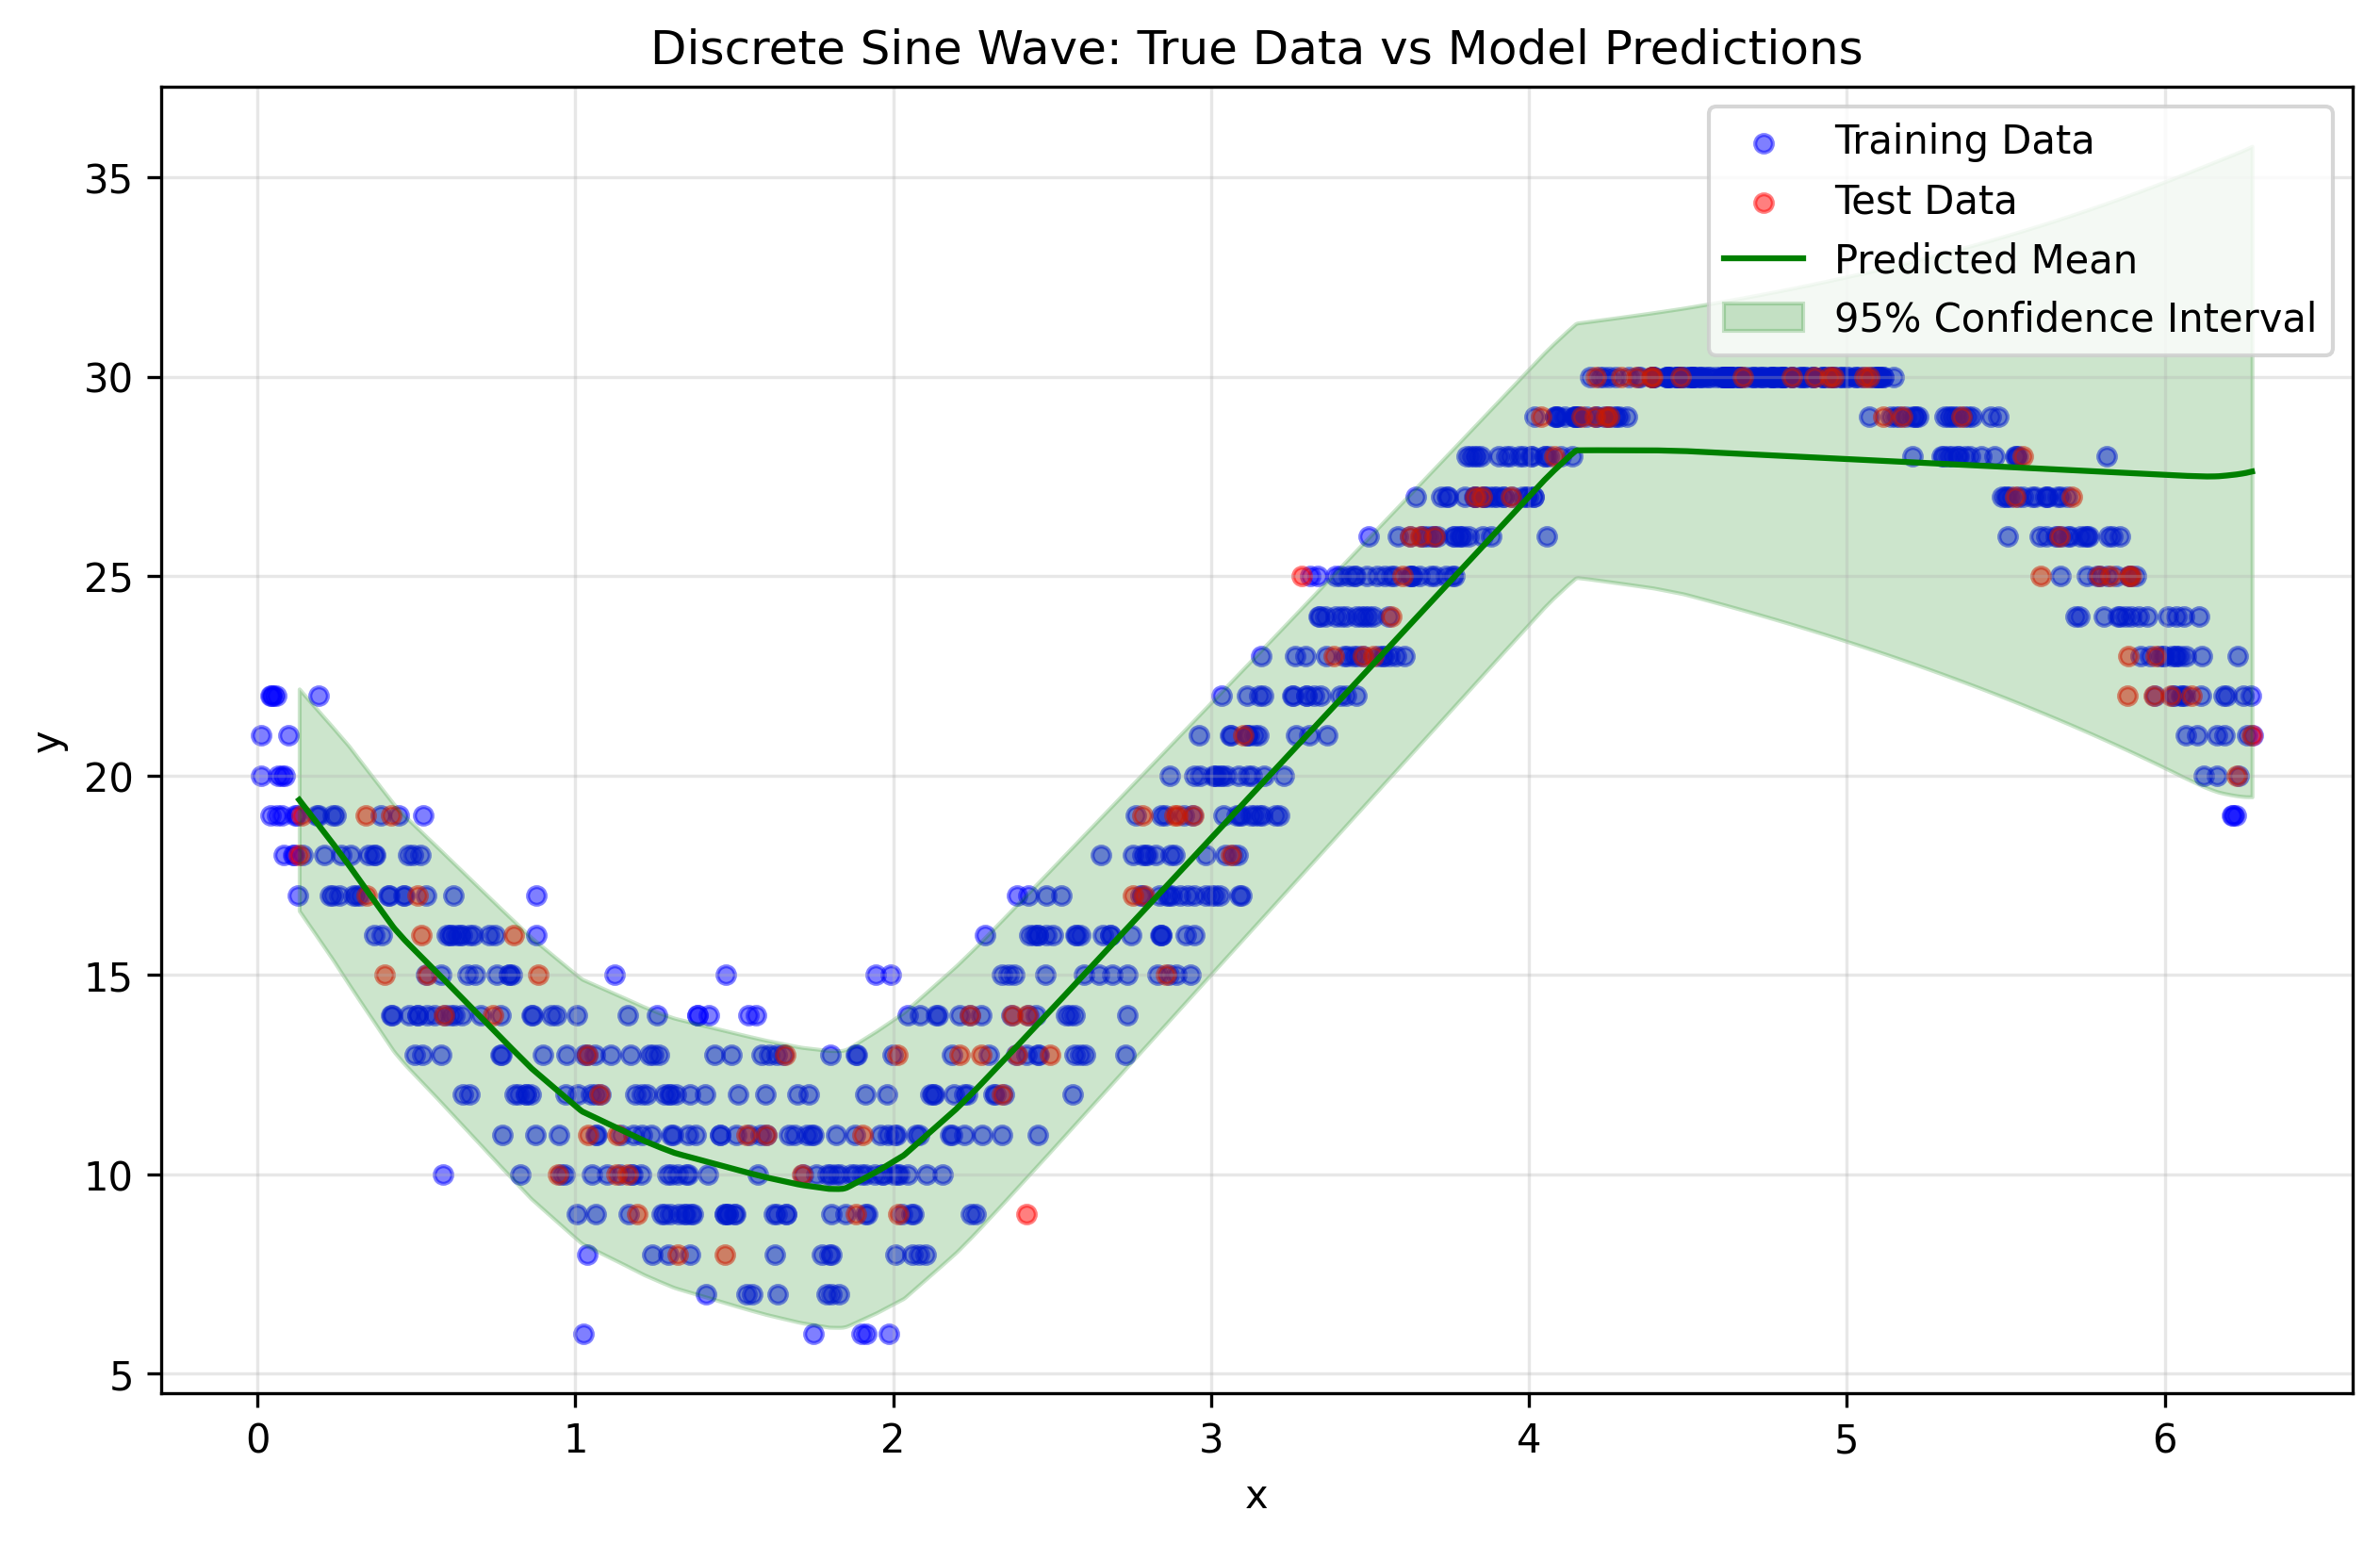 Discrete Sine Wave: True Data vs Model Predictions
Training Data
Test Data
Predicted Mean
95% Confidence Interval
y
35
30
25
20
15
10
5
0 1 2 3 4 5 6
x